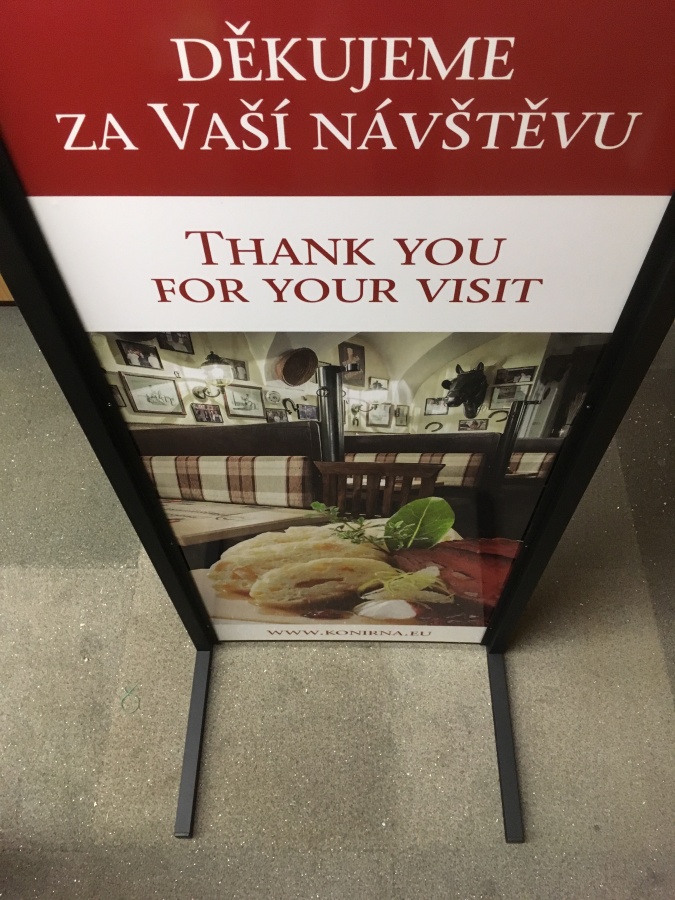 DĚKUJEME
ZA VAŠÍ NÁVŠTĚVU
THANK YOU
FOR YOUR VISIT
WWW.KONIRNA.EU